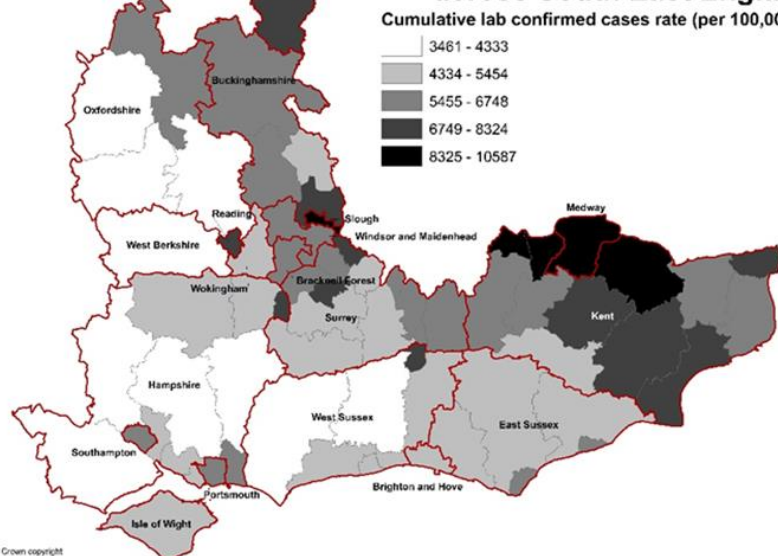 Cumulative lab confirmed cases rate (per 100,00
3461 - 4333
4334 - 5454
5455 - 6748
6749 - 8324
8325 - 10587
Buckinghamshire
Oxfordshire
Reading
Slough
Medway
West Berkshire
Windsor and Maidenhead
Wokingham
Bracknell Forest
Surrey
Kent
Hampshire
West Sussex
East Sussex
Southampton
Portsmouth
Brighton and Hove
Isle of Wight
Crown copyright